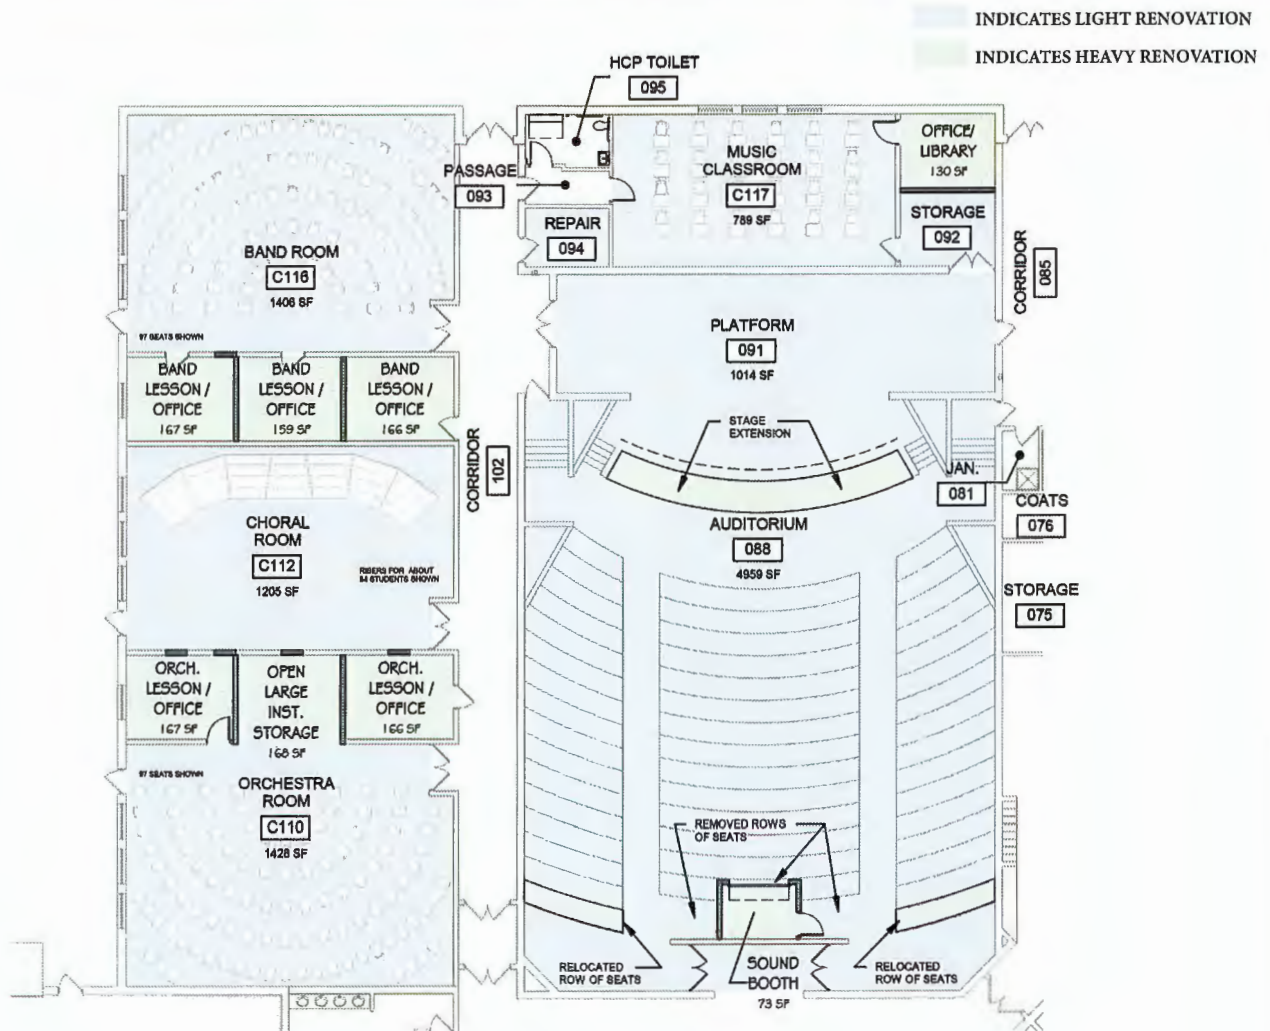 INDICATES LIGHT RENOVATION
INDICATES HEAVY RENOVATION
HCP TOILET
095
PASSAGE
093
REPAIR
094
MUSIC
CLASSROOM
C117
789 SF
OFFICE/
LIBRARY
130 SF
STORAGE
092
CORRIDOR
085
BAND ROOM
C116
1406 SF
97 SEATS SHOWN
PLATFORM
091
1014 SF
BAND
LESSON /
OFFICE
167 SF
BAND
LESSON /
OFFICE
159 SF
BAND
LESSON /
OFFICE
166 SF
CORRIDOR
102
STAGE
EXTENSION
JAN.
081
COATS
076
STORAGE
075
CHORAL
ROOM
C112
1205 SF
RISERS FOR ABOUT
84 STUDENTS SHOWN
AUDITORIUM
088
4959 SF
ORCH.
LESSON /
OFFICE
167 SF
OPEN
LARGE
INST.
STORAGE
168 SF
ORCH.
LESSON /
OFFICE
166 SF
97 SEATS SHOWN
ORCHESTRA
ROOM
C110
1428 SF
REMOVED ROWS
OF SEATS
RELOCATED
ROW OF SEATS
SOUND
BOOTH
73 SF
RELOCATED
ROW OF SEATS